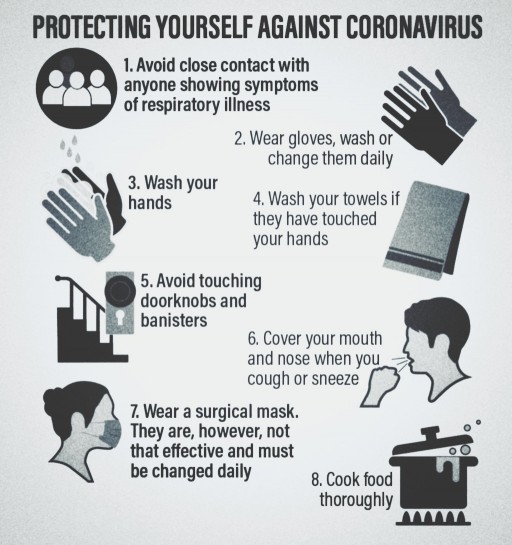 PROTECTING YOURSELF AGAINST CORONAVIRUS
1. Avoid close contact with
anyone showing symptoms
of respiratory illness
2. Wear gloves, wash or
change them daily
3. Wash your
hands
4. Wash your towels if
they have touched
your hands
5. Avoid touching
doorknobs and
banisters
6. Cover your mouth
and nose when you
cough or sneeze
7. Wear a surgical mask.
They are, however, not
that effective and must
be changed daily
8. Cook food
thoroughly